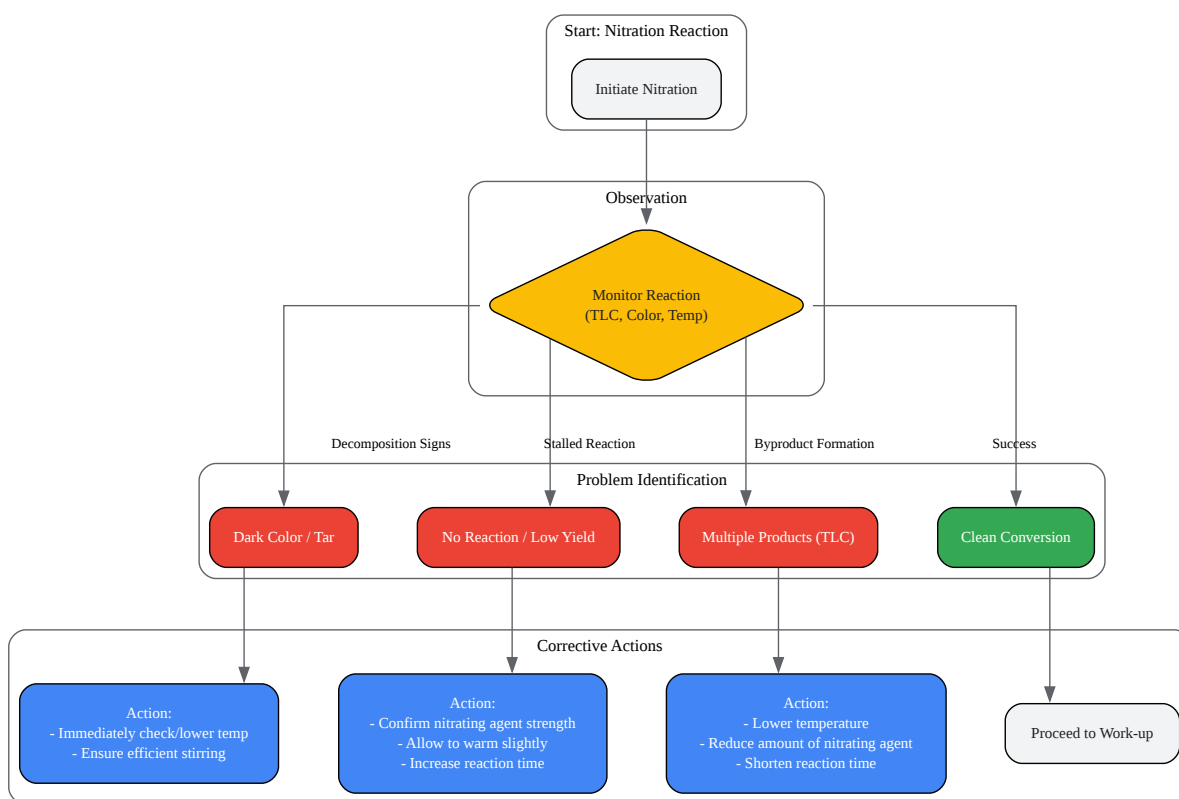 Start: Nitration Reaction
Initiate Nitration
Observation
Monitor Reaction
(TLC, Color, Temp)
Decomposition Signs
Stalled Reaction
Byproduct Formation
Success
Problem Identification
Dark Color / Tar
No Reaction / Low Yield
Multiple Products (TLC)
Clean Conversion
Corrective Actions
Action:
- Immediately check/lower temp
- Ensure efficient stirring
Action:
- Confirm nitrating agent strength
- Allow to warm slightly
- Increase reaction time
Action:
- Lower temperature
- Reduce amount of nitrating agent
- Shorten reaction time
Proceed to Work-up